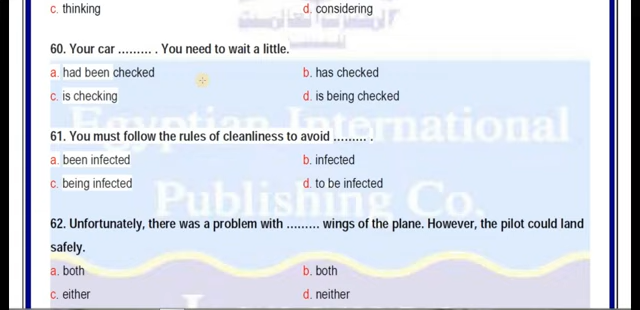 c. thinking d. considering
60. Your car ......... . You need to wait a little.
a. had been checked b. has checked
c. is checking d. is being checked
61. You must follow the rules of cleanliness to avoid ......... .
a. been infected b. infected
c. being infected d. to be infected
62. Unfortunately, there was a problem with ......... wings of the plane. However, the pilot could land
safely.
a. both b. both
c. either d. neither
Egyptian International
Publishing Co.